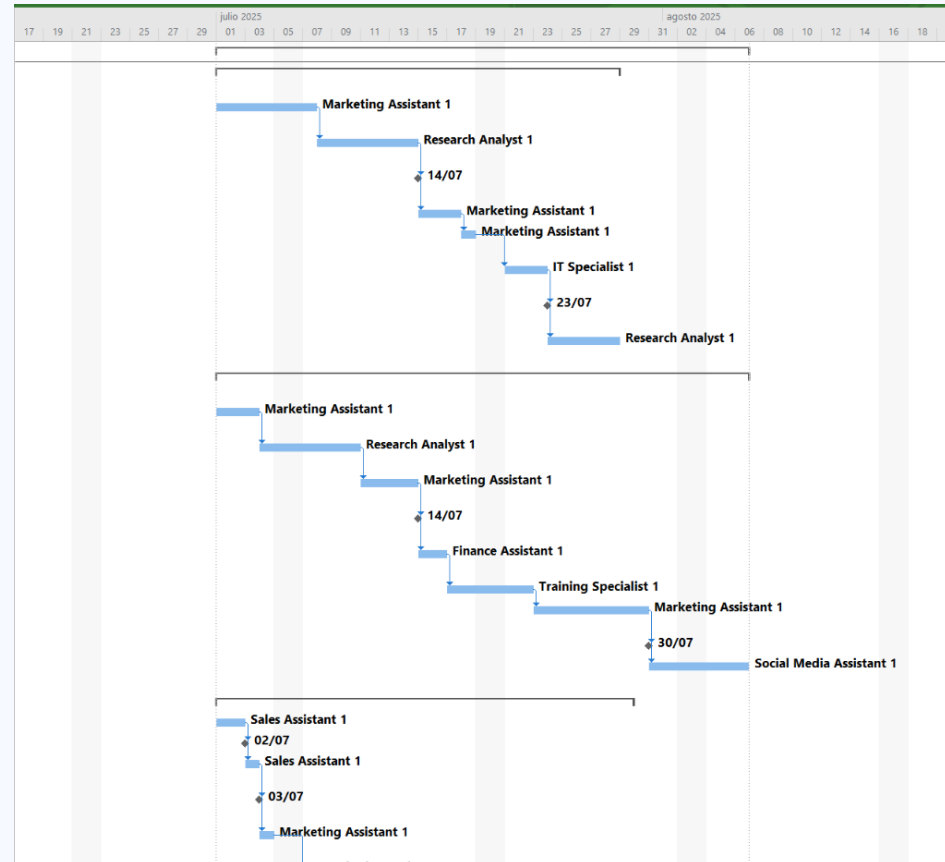 julio 2025 agosto 2025
17 19 21 23 25 27 29 01 03 05 07 09 11 13 15 17 19 21 23 25 27 29 31 02 04 06 08 10 12 14 16 18
Marketing Assistant 1
Research Analyst 1
14/07
Marketing Assistant 1
Marketing Assistant 1
IT Specialist 1
23/07
Research Analyst 1
Marketing Assistant 1
Research Analyst 1
Marketing Assistant 1
14/07
Finance Assistant 1
Training Specialist 1
Marketing Assistant 1
30/07
Social Media Assistant 1
Sales Assistant 1
02/07
Sales Assistant 1
03/07
Marketing Assistant 1